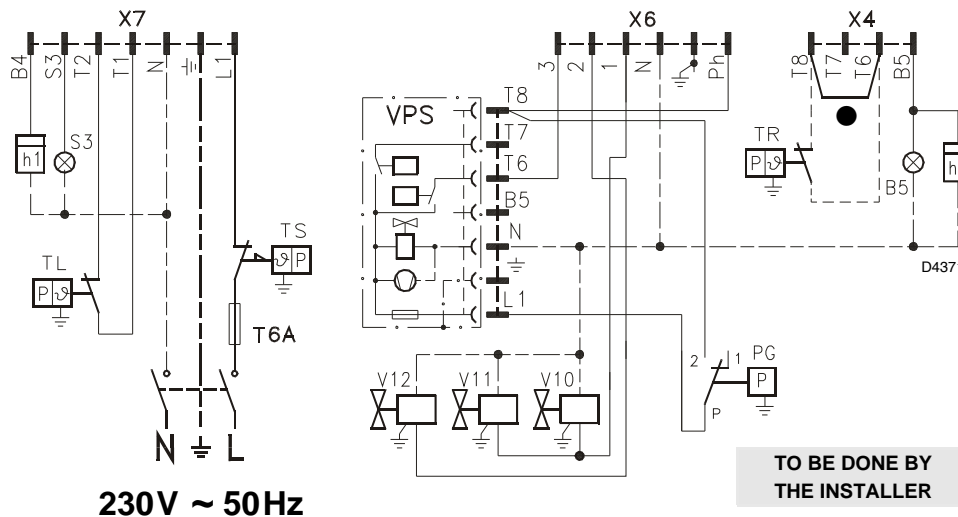 X7
B4
S3
T2
T1
N
L1
h1
S3
TL
P ϑ
TS
ϑ P
T6A
N
L
230V ~ 50Hz
X6
3
2
1
N
Ph
VPS
T8
T7
T6
B5
N
L1
V12
V11
V10
2
1
P
PG
P
X4
T8
T7
T6
B5
TR
P ϑ
B5
h
D437
TO BE DONE BY
THE INSTALLER